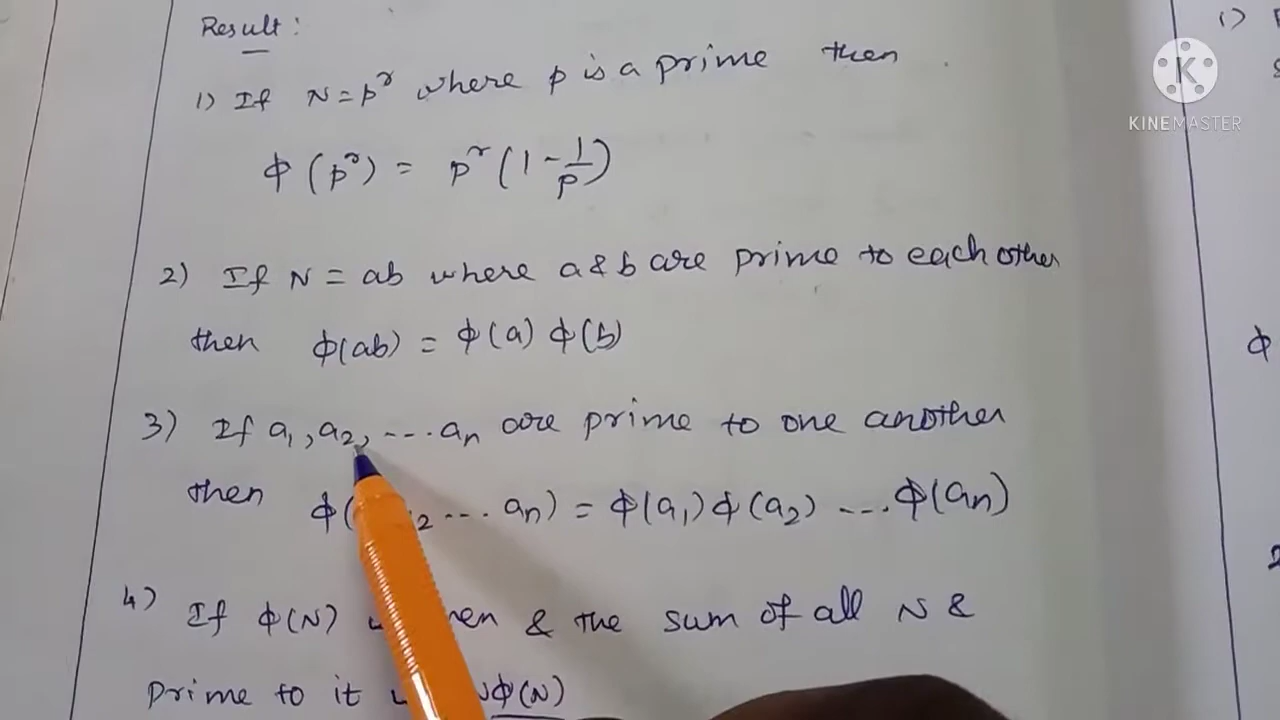 Result:
1) If N = p^r where p is a prime then
ϕ(p^r) = p^r (1 - 1/p)
2) If N = ab where a & b are prime to each other
then ϕ(ab) = ϕ(a) ϕ(b)
3) If a₁, a₂, ... aₙ are prime to one another
then ϕ( ₂ ... aₙ) = ϕ(a₁) ϕ(a₂) ... ϕ(aₙ)
4) If ϕ(N) & the sum of all N &
Prime to it ϕ(N)
1)
ϕ
K
KINEMASTER